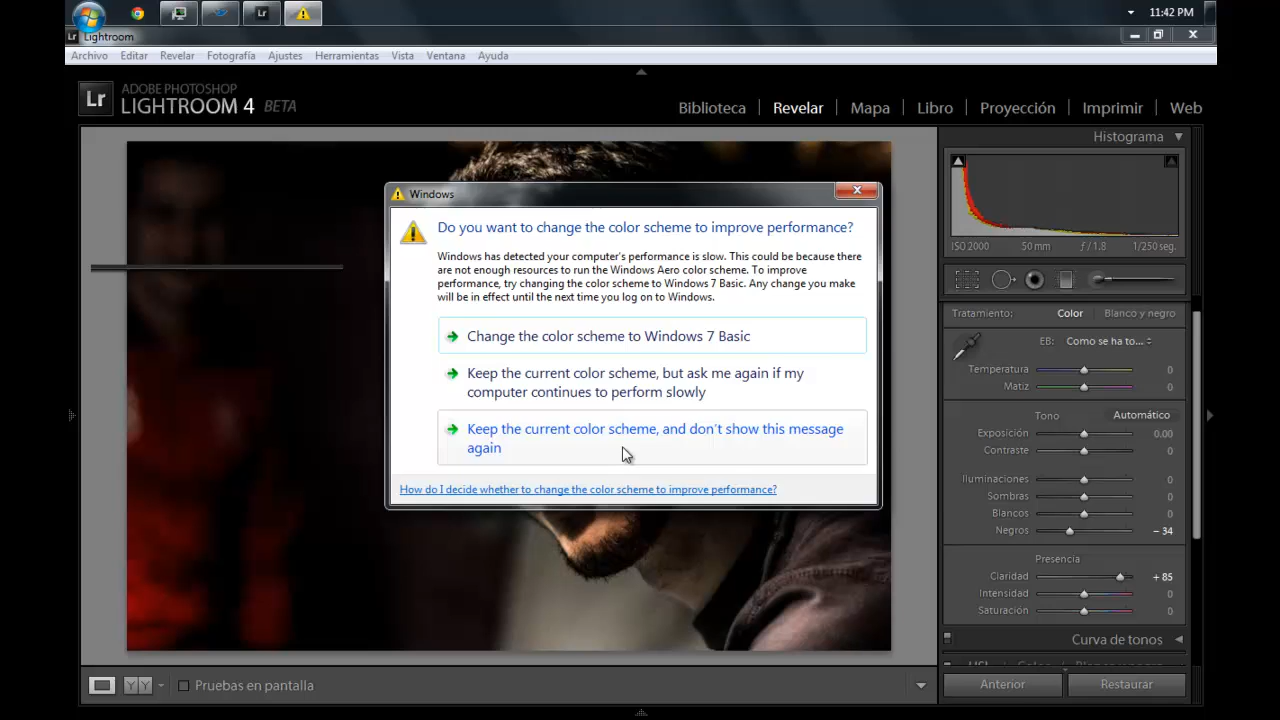 11:42 PM
Lr Lightroom
Archivo Editar Revelar Fotografía Ajustes Herramientas Vista Ventana Ayuda
Lr ADOBE PHOTOSHOP
LIGHTROOM 4 BETA
Biblioteca | Revelar | Mapa | Libro | Proyección | Imprimir | Web
Histograma
ISO 2000 50 mm ƒ / 1.8 1/250 seg.
Windows
Do you want to change the color scheme to improve performance?
Windows has detected your computer's performance is slow. This could be because there
are not enough resources to run the Windows Aero color scheme. To improve
performance, try changing the color scheme to Windows 7 Basic. Any change you make
will be in effect until the next time you log on to Windows.
Change the color scheme to Windows 7 Basic
Keep the current color scheme, but ask me again if my
computer continues to perform slowly
Keep the current color scheme, and don't show this message
again
How do I decide whether to change the color scheme to improve performance?
Tratamiento: Color | Blanco y negro
EB: Como se ha to...
Temperatura 0
Matiz 0
Tono Automático
Exposición 0.00
Contraste 0
Iluminaciones 0
Sombras 0
Blancos 0
Negros – 34
Presencia
Claridad + 85
Intensidad 0
Saturación 0
Curva de tonos
Pruebas en pantalla
Anterior Restaurar